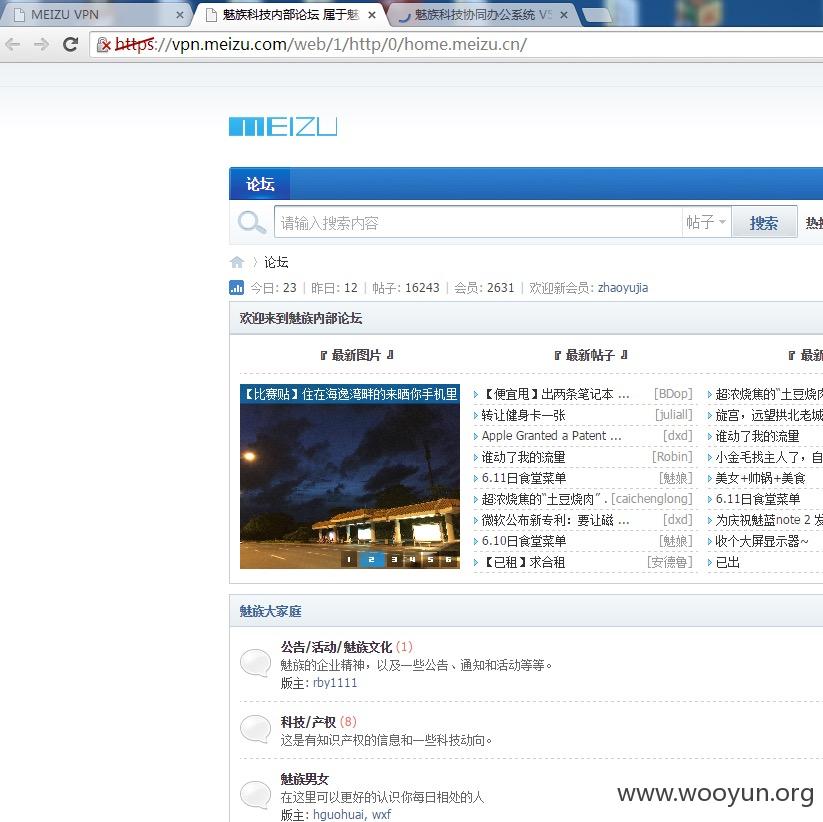 MEIZU VPN
魅族科技内部论坛 属于魅
魅族科技协同办公系统 V5
https://vpn.meizu.com/web/1/http/0/home.meizu.cn/
MEIZU
论坛
请输入搜索内容 帖子 搜索 热搜
论坛
今日: 23 | 昨日: 12 | 帖子: 16243 | 会员: 2631 | 欢迎新会员: zhaoyujia
欢迎来到魅族内部论坛
『 最新图片 』 『 最新帖子 』 『 最新
【比赛贴】住在海逸湾畔的来晒你手机里
1 2 3 4 5 6
【便宜甩】出两条笔记本 ... [BDop]
转让健身卡一张 [juliall]
Apple Granted a Patent ... [dxd]
谁动了我的流量 [Robin]
6.11日食堂菜单 [魅娘]
超浓烧焦的“土豆烧肉” . [caichenglong]
微软公布新专利：要让磁 ... [dxd]
6.10日食堂菜单 [魅娘]
【已租】求合租 [安德鲁]
超浓烧焦的“土豆烧肉
旋宫，远望拱北老城
谁动了我的流量
小金毛找主人了，自
美女+帅锅+美食
6.11日食堂菜单
为庆祝魅蓝note 2 发
收个大屏显示器~
已出
魅族大家庭
公告/活动/魅族文化 (1)
魅族的企业精神，以及一些公告、通知和活动等等。
版主: rby1111
科技/产权 (8)
这是有知识产权的信息和一些科技动向。
魅族男女
在这里可以更好的认识你每日相处的人
版主: hguohuai, wxf
www.wooyun.org